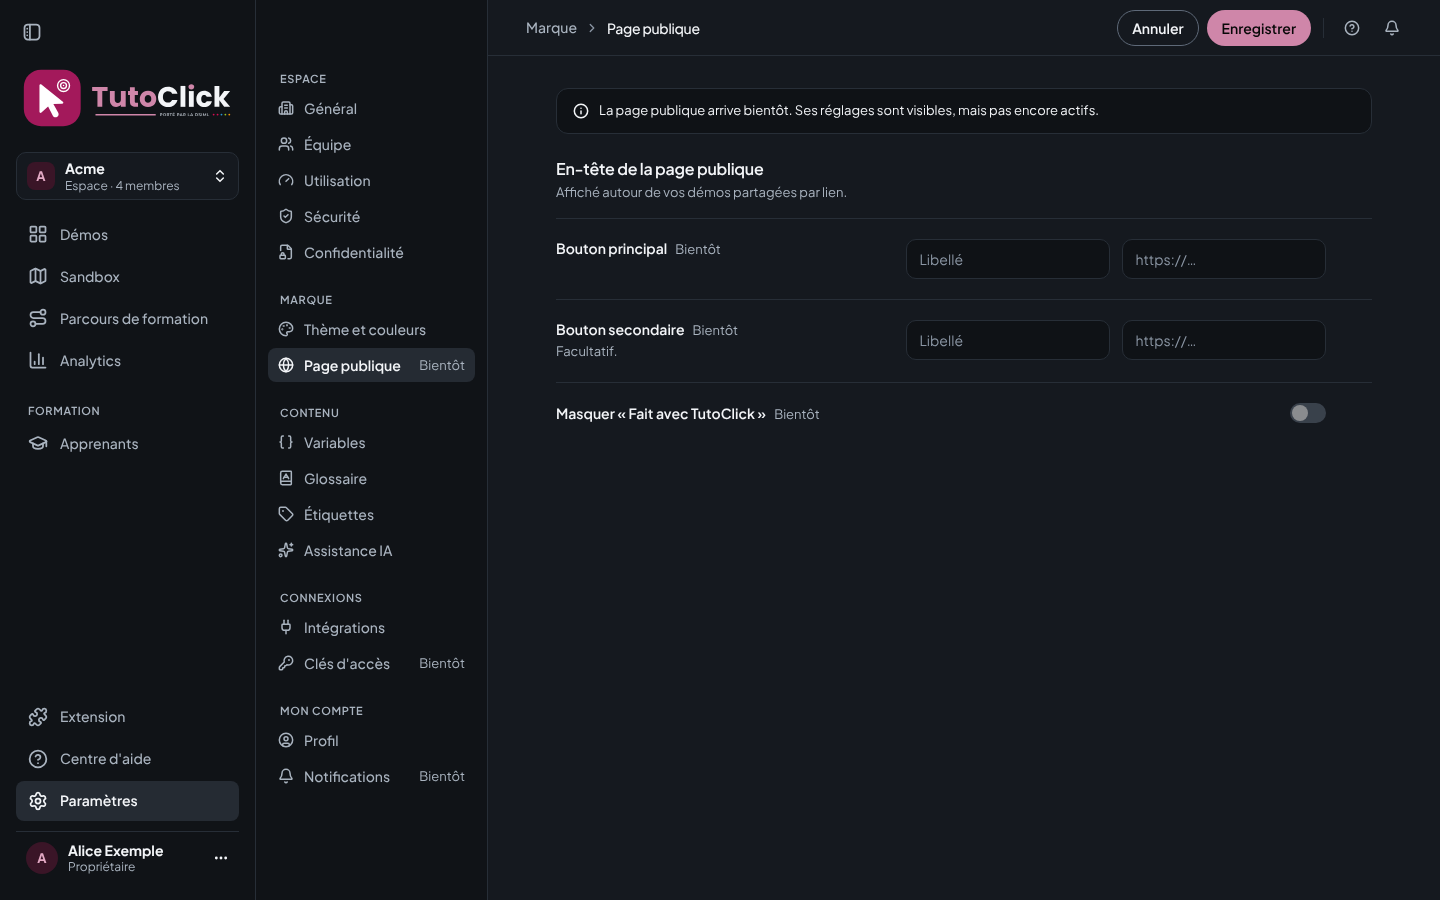 TutoClick
PORTÉ PAR LA DSIML
A
Acme
Espace · 4 membres
Démos
Sandbox
Parcours de formation
Analytics
FORMATION
Apprenants
Extension
Centre d'aide
Paramètres
A
Alice Exemple
Propriétaire
ESPACE
Général
Équipe
Utilisation
Sécurité
Confidentialité
MARQUE
Thème et couleurs
Page publique Bientôt
CONTENU
Variables
Glossaire
Étiquettes
Assistance IA
CONNEXIONS
Intégrations
Clés d'accès Bientôt
MON COMPTE
Profil
Notifications Bientôt
Marque Page publique
Annuler
Enregistrer
La page publique arrive bientôt. Ses réglages sont visibles, mais pas encore actifs.
En-tête de la page publique
Affiché autour de vos démos partagées par lien.
Bouton principal Bientôt
Libellé
https://…
Bouton secondaire Bientôt
Facultatif.
Libellé
https://…
Masquer « Fait avec TutoClick » Bientôt